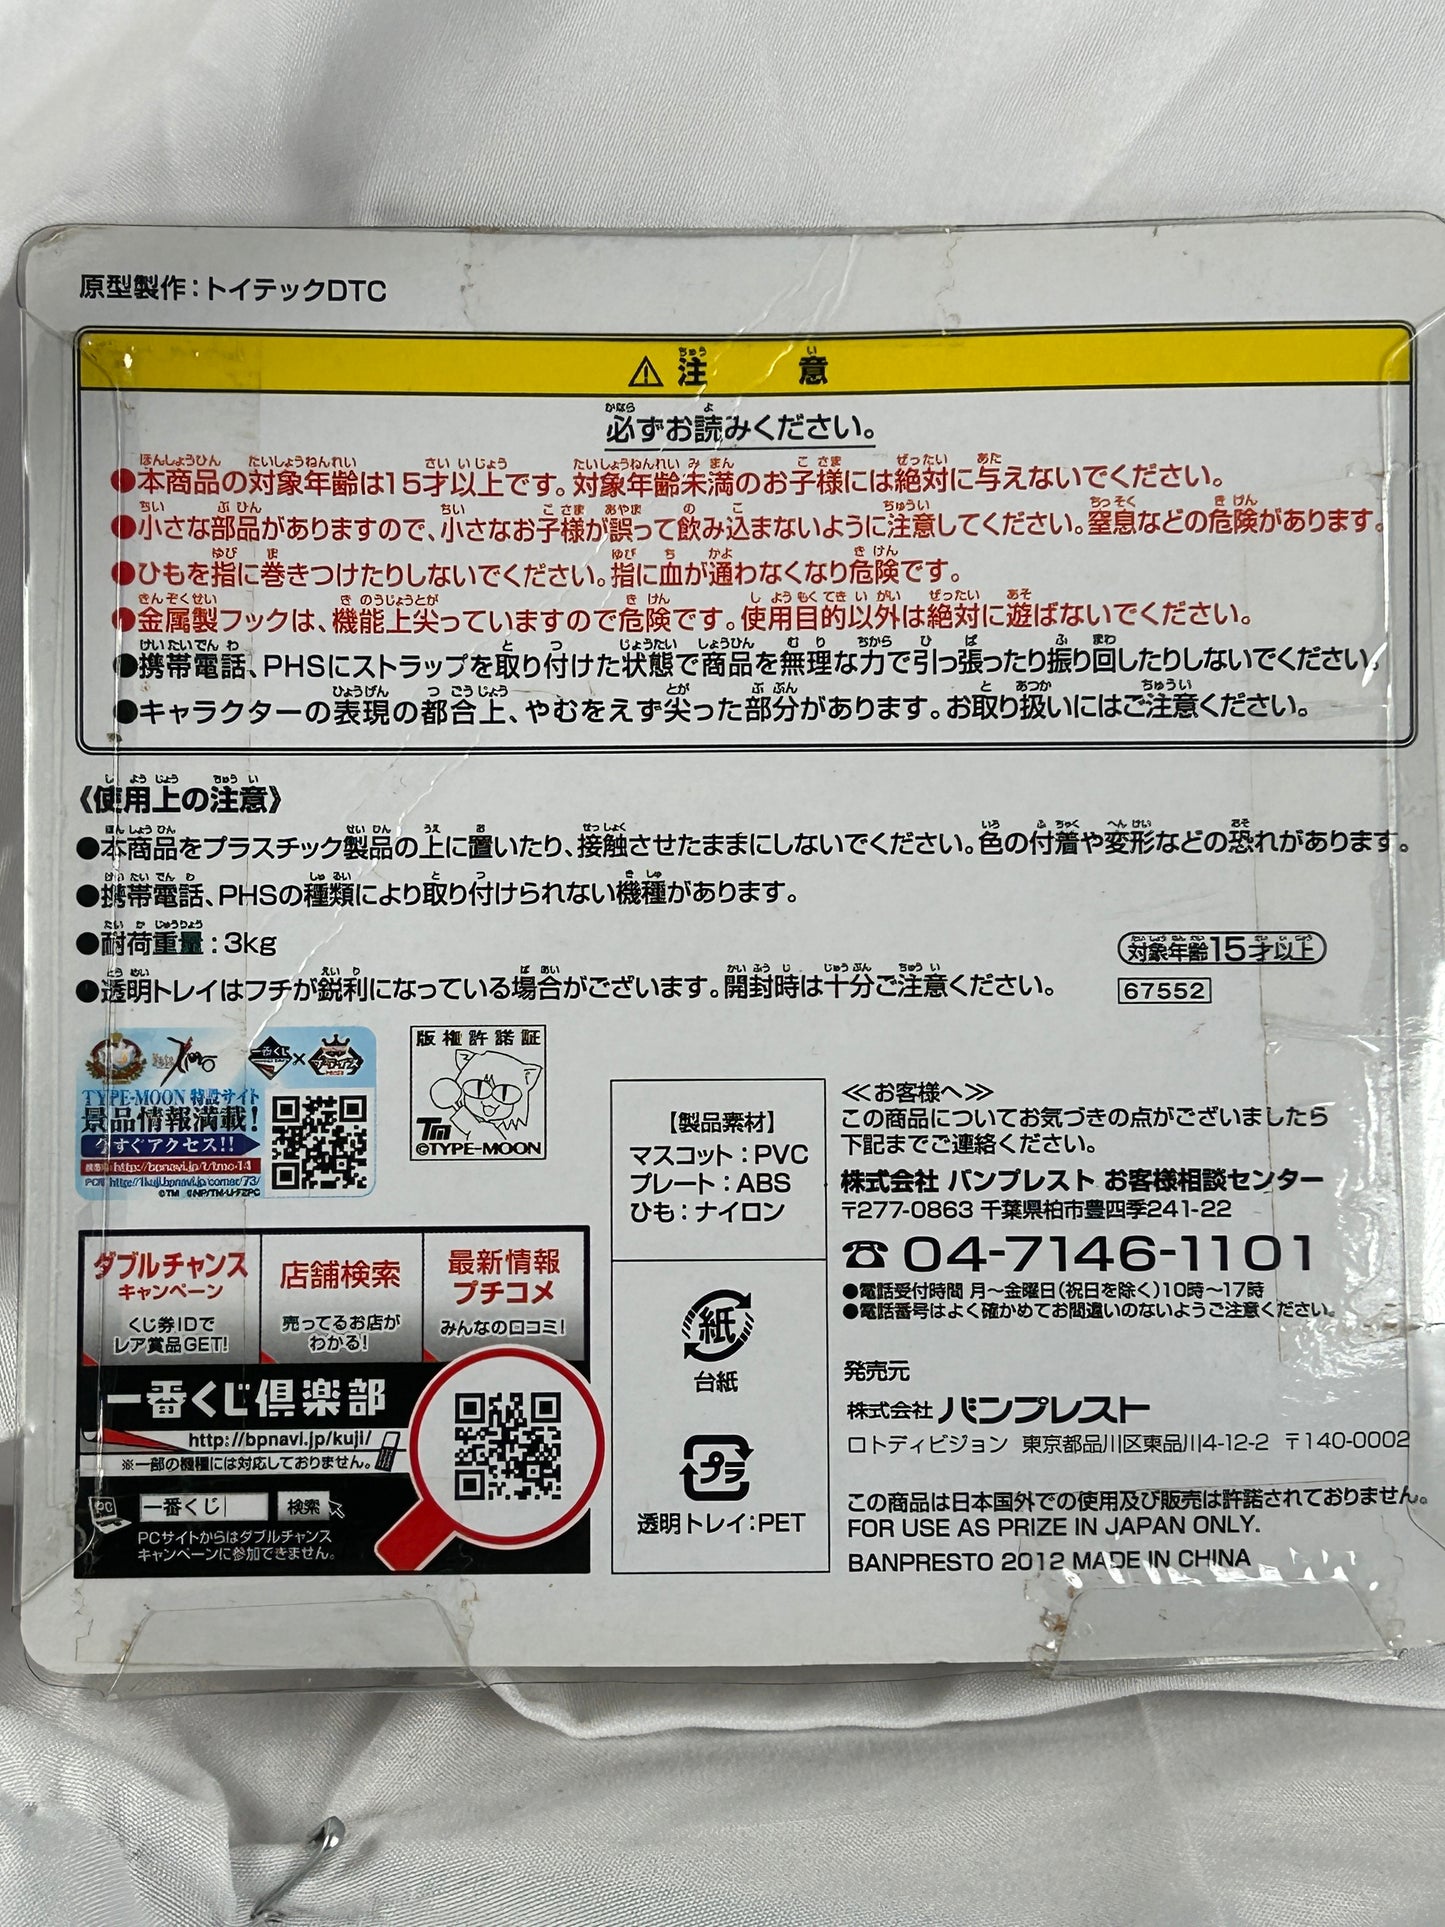 原型製作：トイテックDTC
⚠注 意
必ずお読みください。
●本商品の対象年齢は15才以上です。対象年齢未満のお子様には絶対に与えないでください。
●小さな部品がありますので、小さなお子様が誤って飲み込まないように注意してください。窒息などの危険があります。
●ひもを指に巻きつけたりしないでください。指に血が通わなくなり危険です。
●金属製フックは、機能上尖っていますので危険です。使用目的以外は絶対に遊ばないでください。
●携帯電話、PHSにストラップを取り付けた状態で商品を無理な力で引っ張ったり振り回したりしないでください。
●キャラクターの表現の都合上、やむをえず尖った部分があります。お取り扱いにはご注意ください。
《使用上の注意》
●本商品をプラスチック製品の上に置いたり、接触させたままにしないでください。色の付着や変形などの恐れがあります。
●携帯電話、PHSの種類により取り付けられない機種があります。
●耐荷重量：3kg
●透明トレイはフチが鋭利になっている場合がございます。開封時は十分ご注意ください。
対象年齢15才以上
67552
TYPE-MOON 特設サイト
景品情報満載！
今すぐアクセス!!
版権許諾証
TM
©TYPE-MOON
【製品素材】
マスコット：PVC
プレート：ABS
ひも：ナイロン
紙
台紙
プラ
透明トレイ：PET
≪お客様へ≫
この商品についてお気づきの点がございましたら
下記までご連絡ください。
株式会社 バンプレスト お客様相談センター
〒277-0863 千葉県柏市豊四季241-22
☎04-7146-1101
●電話受付時間 月～金曜日(祝日を除く)10時～17時
●電話番号はよく確かめてお間違いのないようご注意ください。
発売元
株式会社バンプレスト
ロトディビジョン 東京都品川区東品川4-12-2 〒140-0002
この商品は日本国外での使用及び販売は許諾されておりません。
FOR USE AS PRIZE IN JAPAN ONLY.
BANPRESTO 2012 MADE IN CHINA
ダブルチャンス
キャンペーン
くじ券IDで
レア賞品GET!
店舗検索
売ってるお店が
わかる!
最新情報
プチコメ
みんなの口コミ!
一番くじ倶楽部
http://bpnavi.jp/kuji/
※一部の機種には対応しておりません。
PC
一番くじ
検索
PCサイトからはダブルチャンス
キャンペーンに参加できません。